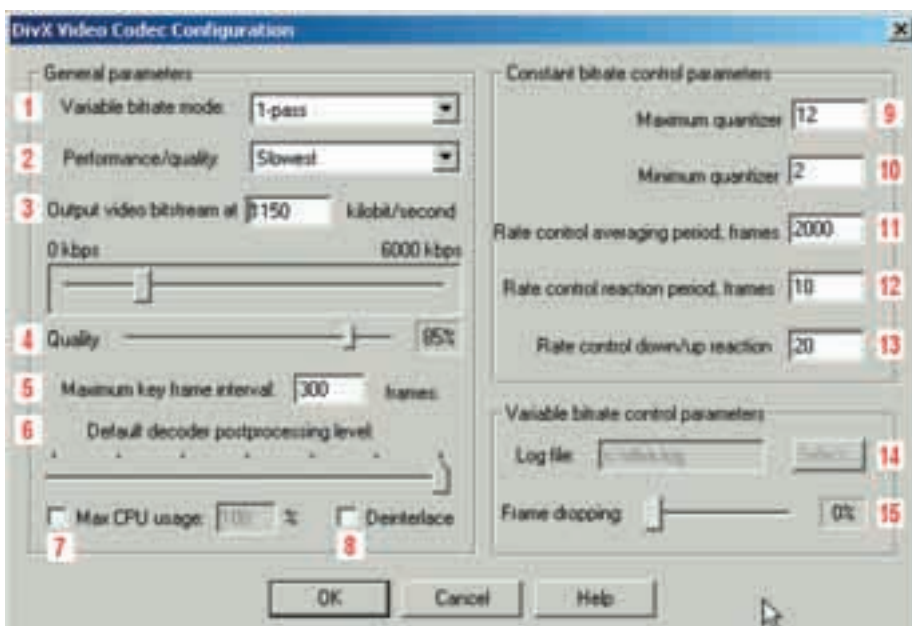 DivX Video Codec Configuration
General parameters
1 Variable bitrate mode: 1-pass
2 Performance/quality Slowest
3 Output video bitstream at 1150 kilobit/second
0 kbps 6000 kbps
4 Quality 85%
5 Maximum key frame interval: 300 frames
6 Default decoder postprocessing level:
Max CPU usage: 100 % Deinterlace
7 8
Constant bitrate control parameters
Maximum quantizer 12 9
Minimum quantizer 2 10
Rate control averaging period, frames 2000 11
Rate control reaction period, frames 10 12
Rate control down/up reaction 20 13
Variable bitrate control parameters
Log file: Select... 14
Frame dropping: 0% 15
OK Cancel Help